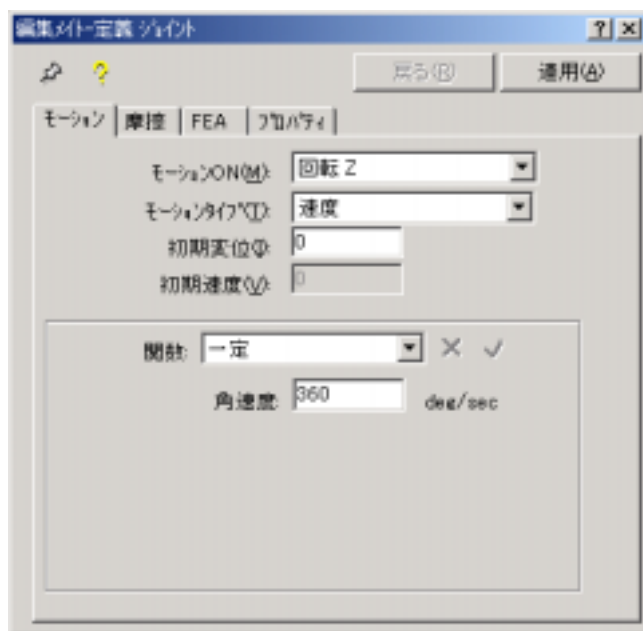 編集メイト-定義 ジョイント
戻る(R) 適用(A)
モーション 摩擦 FEA プロパティ
モーションON(M): 回転 Z
モーションタイプ(T): 速度
初期変位(I): 0
初期速度(V): 0
関数: 一定
角速度: 360 deg/sec